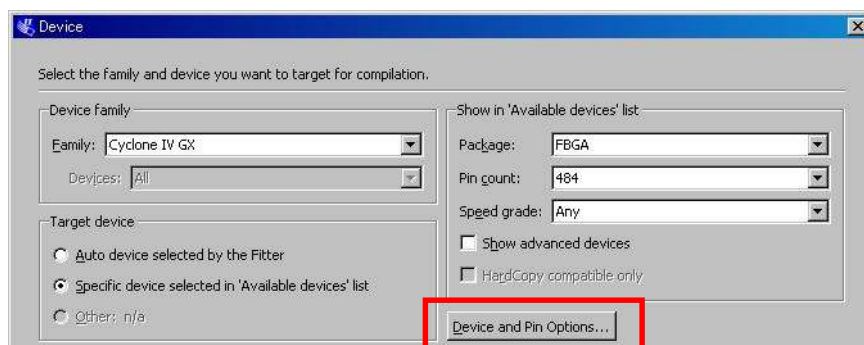 Device
Select the family and device you want to target for compilation.
Device family
Family: Cyclone IV GX
Devices: All
Target device
Auto device selected by the Fitter
Specific device selected in 'Available devices' list
Other: n/a
Show in 'Available devices' list
Package: FBGA
Pin count: 484
Speed grade: Any
Show advanced devices
HardCopy compatible only
Device and Pin Options...